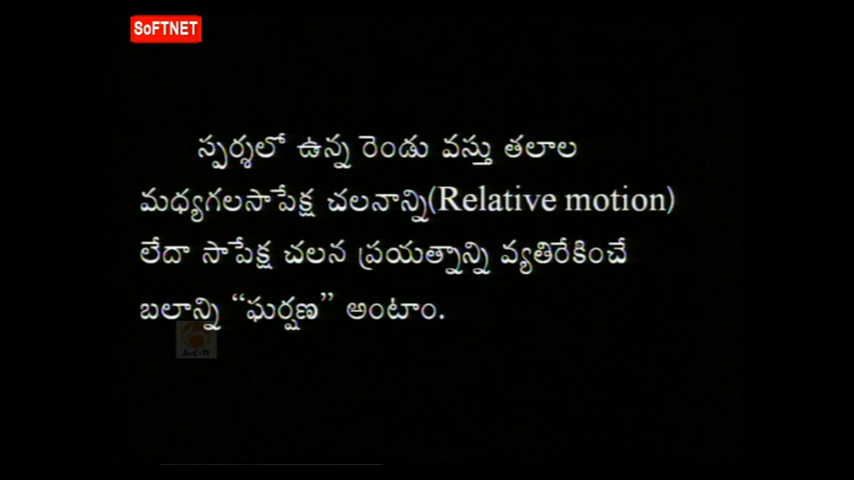 SoFTNET
స్పర్శలో ఉన్న రెండు వస్తు తలాల
మధ్యగలసాపేక్ష చలనాన్ని(Relative motion)
లేదా సాపేక్ష చలన ప్రయత్నాన్ని వ్యతిరేకించే
బలాన్ని “ఘర్షణ” అంటాం.